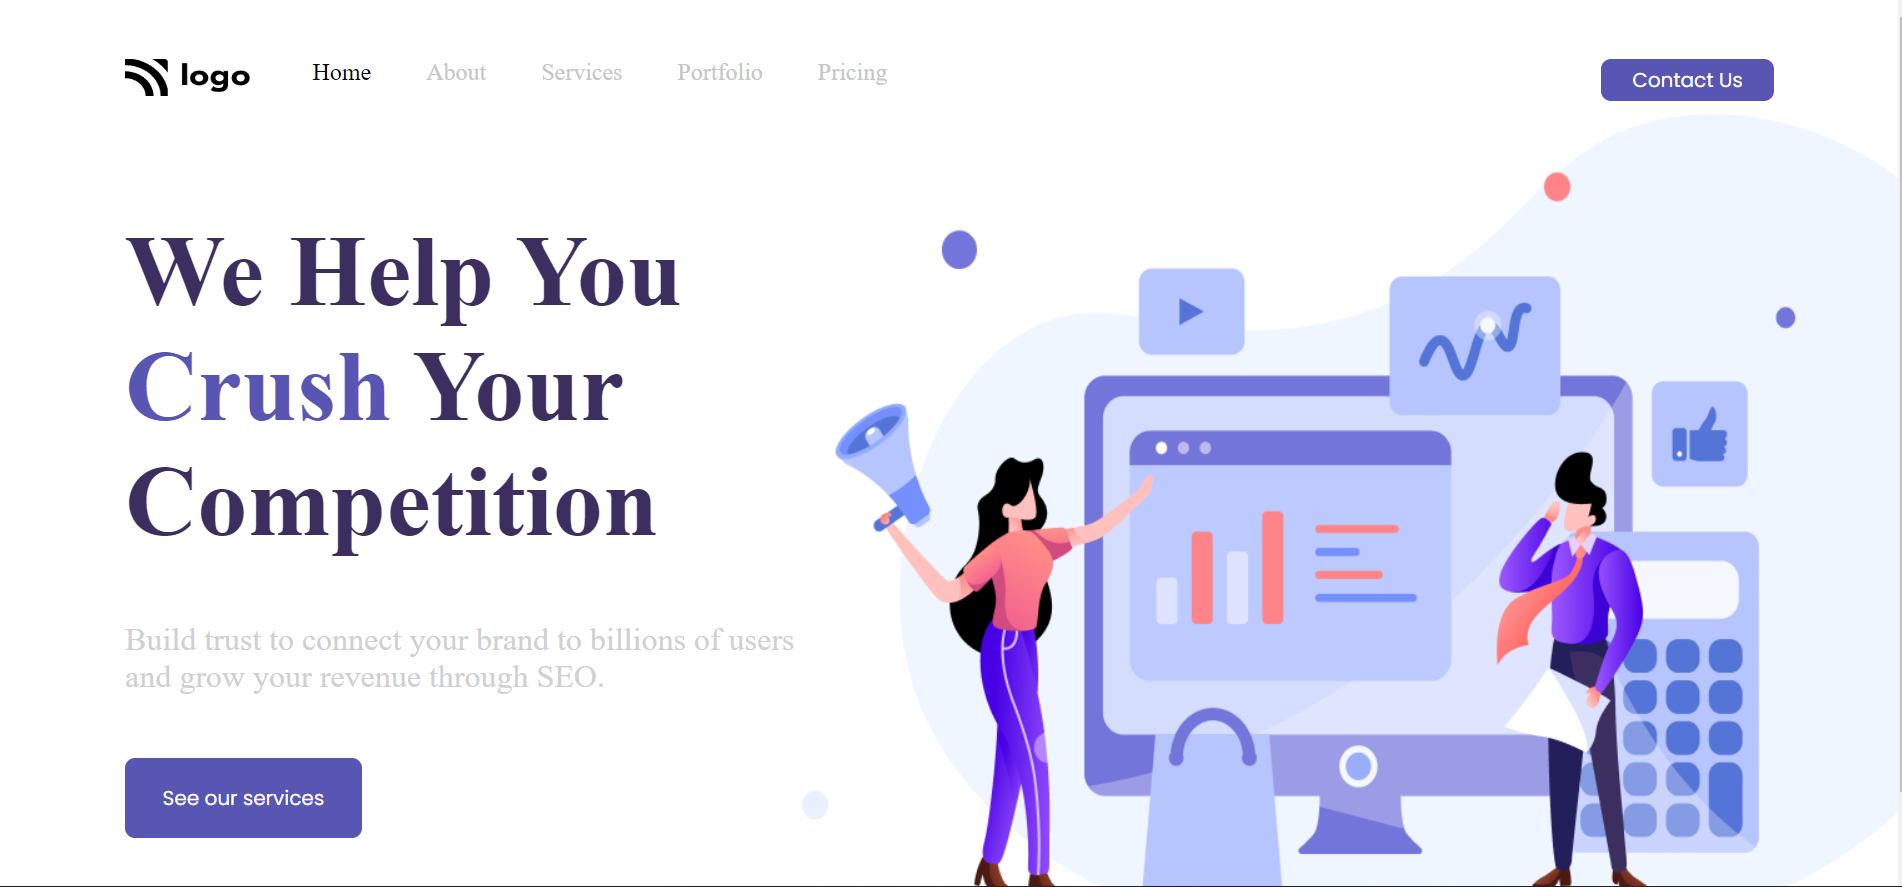 logo Home About Services Portfolio Pricing Contact Us
We Help You
Crush Your
Competition
Build trust to connect your brand to billions of users
and grow your revenue through SEO.
See our services